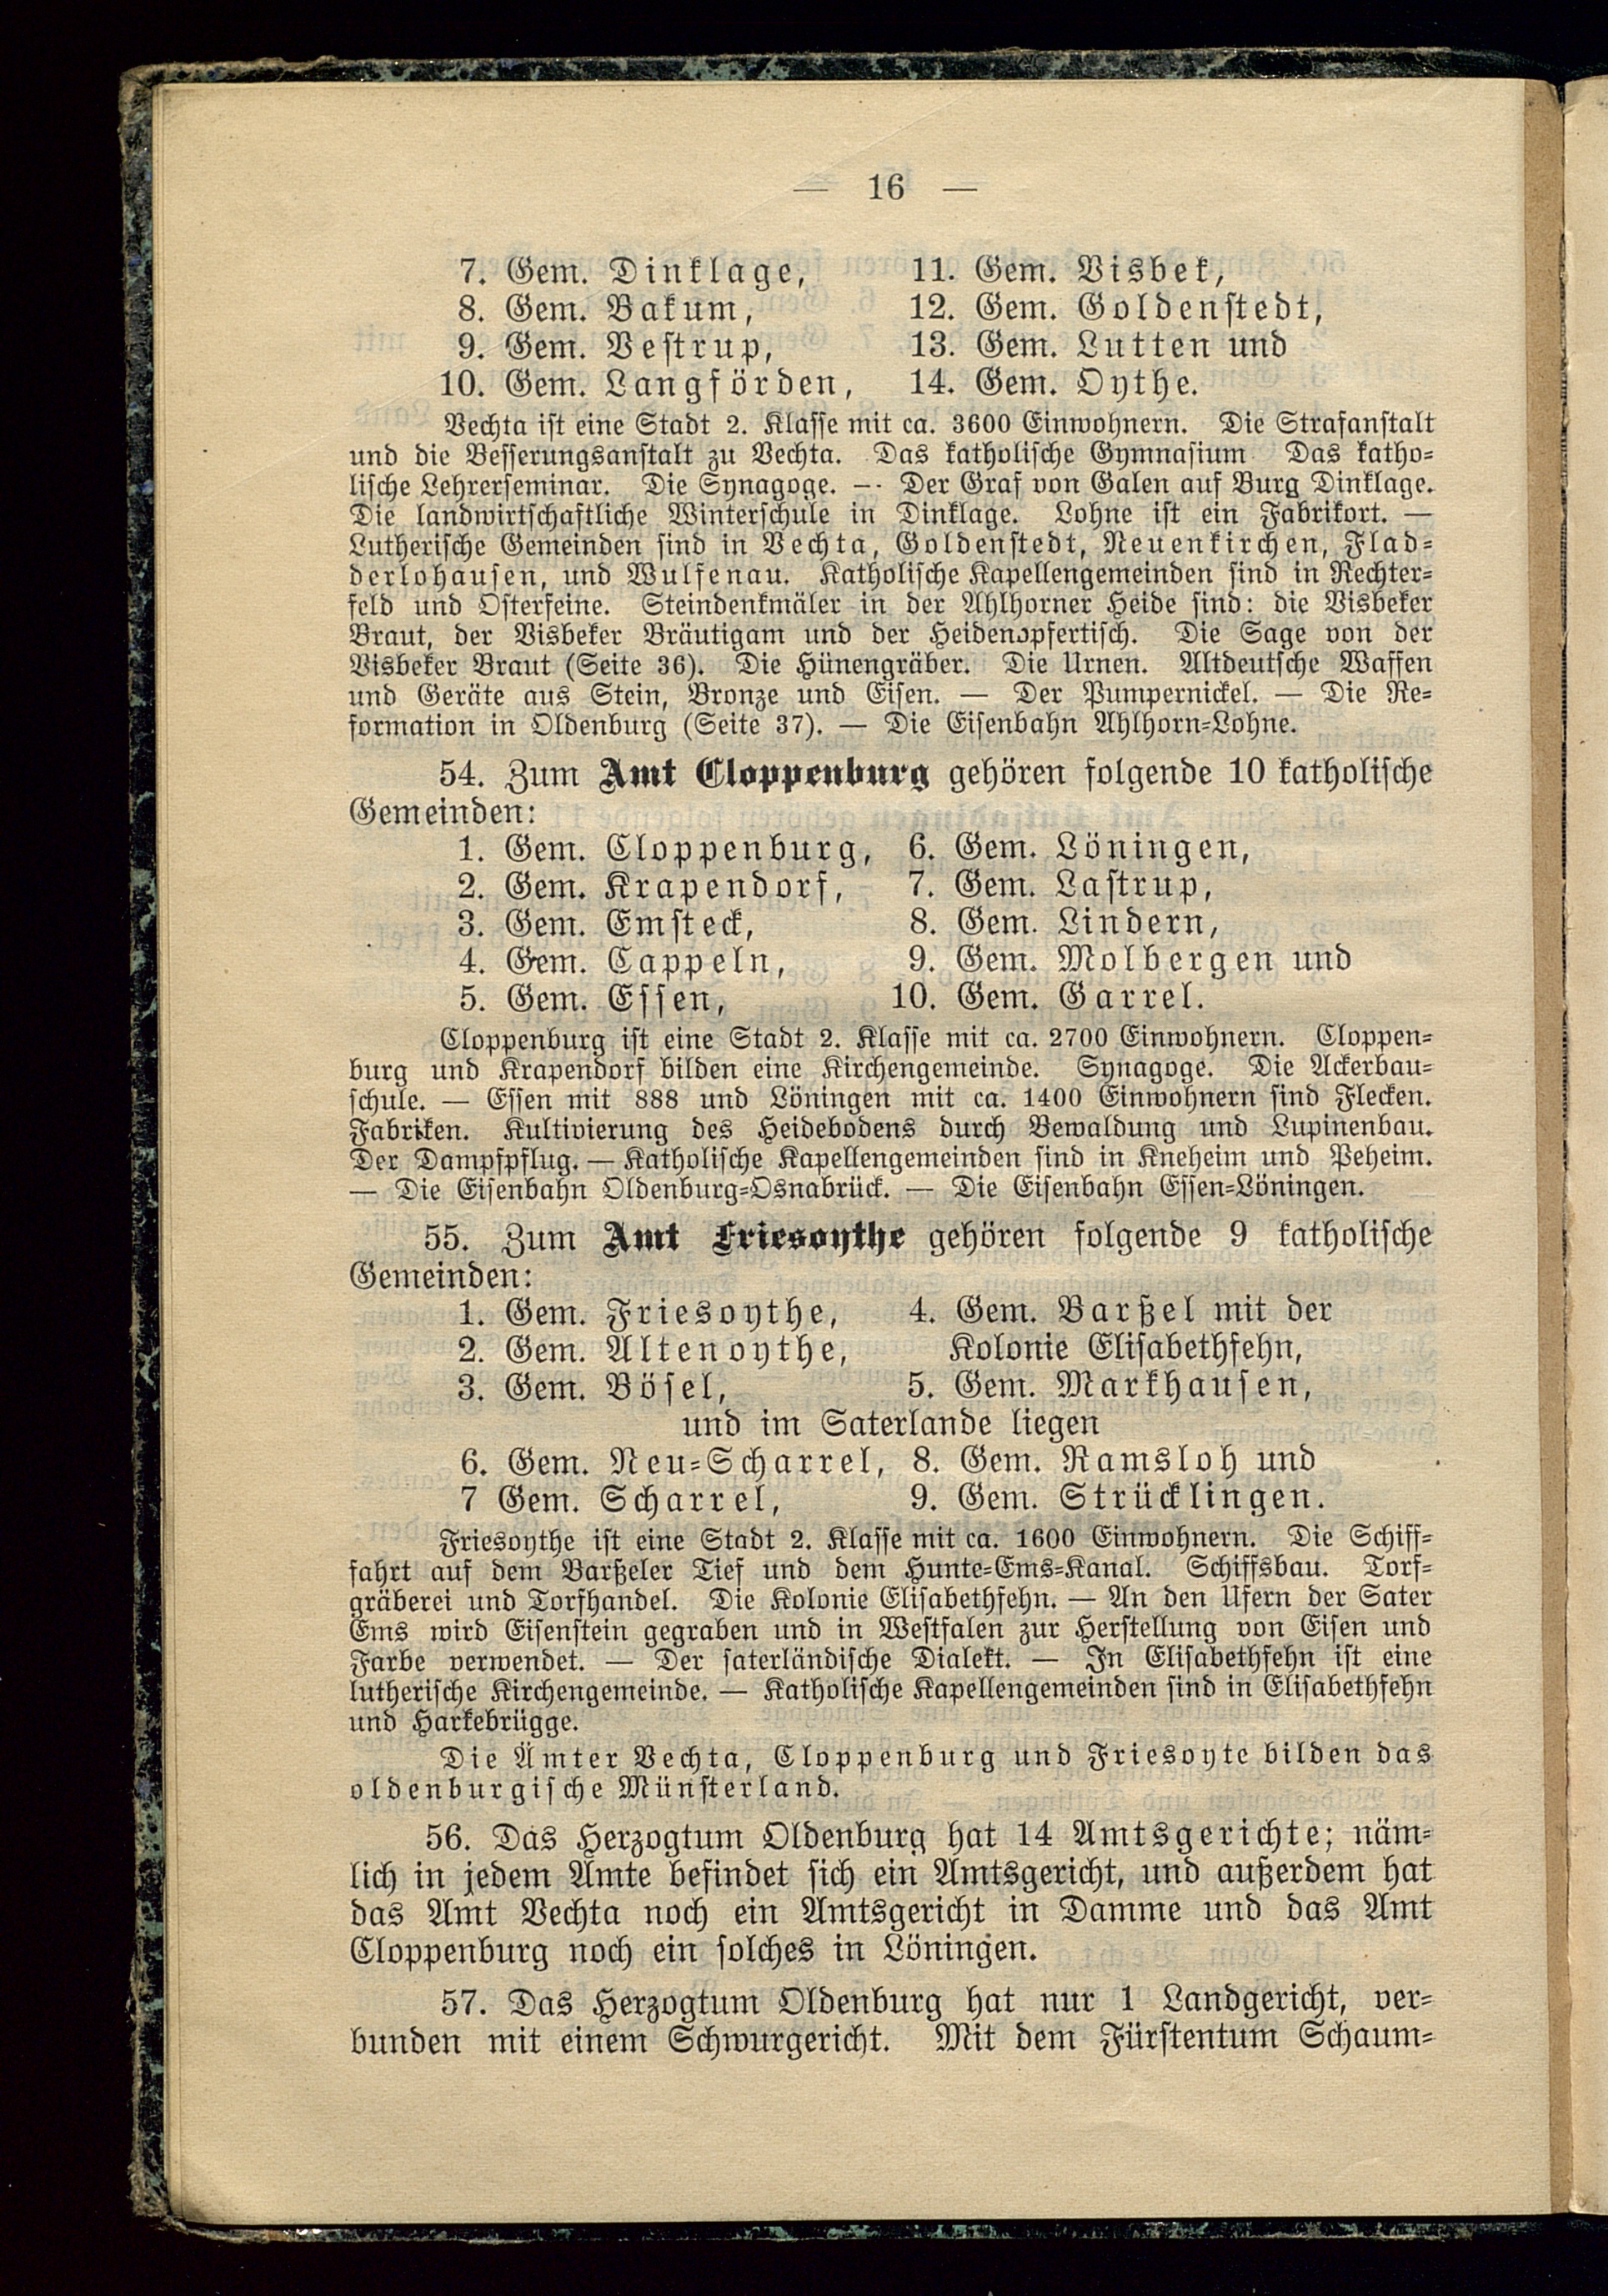 — 16 —
7. Gem. Dinklage, 11. Gem. Visbek,
8. Gem. Bakum, 12. Gem. Goldenstedt,
9. Gem. Vestrup, 13. Gem. Lutten und
10. Gem. Langförden, 14. Gem. Oythe.
Vechta ist eine Stadt 2. Klasse mit ca. 3600 Einwohnern. Die Strafanstalt
und die Besserungsanstalt zu Vechta. Das katholische Gymnasium Das katho-
lische Lehrerseminar. Die Synagoge. — Der Graf von Galen auf Burg Dinklage.
Die landwirtschaftliche Winterschule in Dinklage. Lohne ist ein Fabrikort. —
Lutherische Gemeinden sind in Vechta, Goldenstedt, Neuenkirchen, Flad-
derlohausen, und Wulfenau. Katholische Kapellengemeinden sind in Rechter-
feld und Osterfeine. Steindenkmäler in der Ahlhorner Heide sind: die Visbeker
Braut, der Visbeker Bräutigam und der Heidenopfertisch. Die Sage von der
Visbeker Braut (Seite 36). Die Hünengräber. Die Urnen. Altdeutsche Waffen
und Geräte aus Stein, Bronze und Eisen. — Der Pumpernickel. — Die Re-
formation in Oldenburg (Seite 37). — Die Eisenbahn Ahlhorn-Lohne.
54. Zum Amt Cloppenburg gehören folgende 10 katholische
Gemeinden:
1. Gem. Cloppenburg, 6. Gem. Löningen,
2. Gem. Krapendorf, 7. Gem. Lastrup,
3. Gem. Emsteck, 8. Gem. Lindern,
4. Gem. Cappeln, 9. Gem. Molbergen und
5. Gem. Essen, 10. Gem. Garrel.
Cloppenburg ist eine Stadt 2. Klasse mit ca. 2700 Einwohnern. Cloppen-
burg und Krapendorf bilden eine Kirchengemeinde. Synagoge. Die Ackerbau-
schule. — Essen mit 888 und Löningen mit ca. 1400 Einwohnern sind Flecken.
Fabriken. Kultivierung des Heidebodens durch Bewaldung und Lupinenbau.
Der Dampfpflug. — Katholische Kapellengemeinden sind in Kneheim und Peheim.
— Die Eisenbahn Oldenburg-Osnabrück. — Die Eisenbahn Essen-Löningen.
55. Zum Amt Friesoythe gehören folgende 9 katholische
Gemeinden:
1. Gem. Friesoythe, 4. Gem. Barßel mit der
2. Gem. Altenoythe, Kolonie Elisabethfehn,
3. Gem. Bösel, 5. Gem. Markhausen,
und im Saterlande liegen
6. Gem. Neu-Scharrel, 8. Gem. Ramsloh und
7 Gem. Scharrel, 9. Gem. Strücklingen.
Friesoythe ist eine Stadt 2. Klasse mit ca. 1600 Einwohnern. Die Schiff-
fahrt auf dem Barßeler Tief und dem Hunte-Ems-Kanal. Schiffsbau. Torf-
gräberei und Torfhandel. Die Kolonie Elisabethfehn. — An den Ufern der Sater
Ems wird Eisenstein gegraben und in Westfalen zur Herstellung von Eisen und
Farbe verwendet. — Der saterländische Dialekt. — In Elisabethfehn ist eine
lutherische Kirchengemeinde. — Katholische Kapellengemeinden sind in Elisabethfehn
und Harkebrügge.
Die Ämter Vechta, Cloppenburg und Friesoyte bilden das
oldenburgische Münsterland.
56. Das Herzogtum Oldenburg hat 14 Amtsgerichte; näm-
lich in jedem Amte befindet sich ein Amtsgericht, und außerdem hat
das Amt Vechta noch ein Amtsgericht in Damme und das Amt
Cloppenburg noch ein solches in Löningen.
57. Das Herzogtum Oldenburg hat nur 1 Landgericht, ver-
bunden mit einem Schwurgericht. Mit dem Fürstentum Schaum-